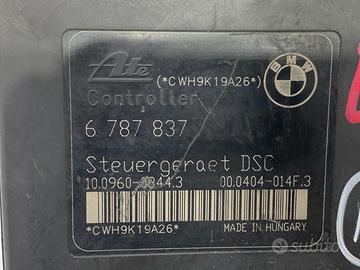 Ate (*CWH9K19A26*) BMW
Controller
6 787 837
Steuergeraet DSC
10.0960-0844.3 00.0404-014F.3
*CWH9K19A26* MADE IN HUNGARY
subito